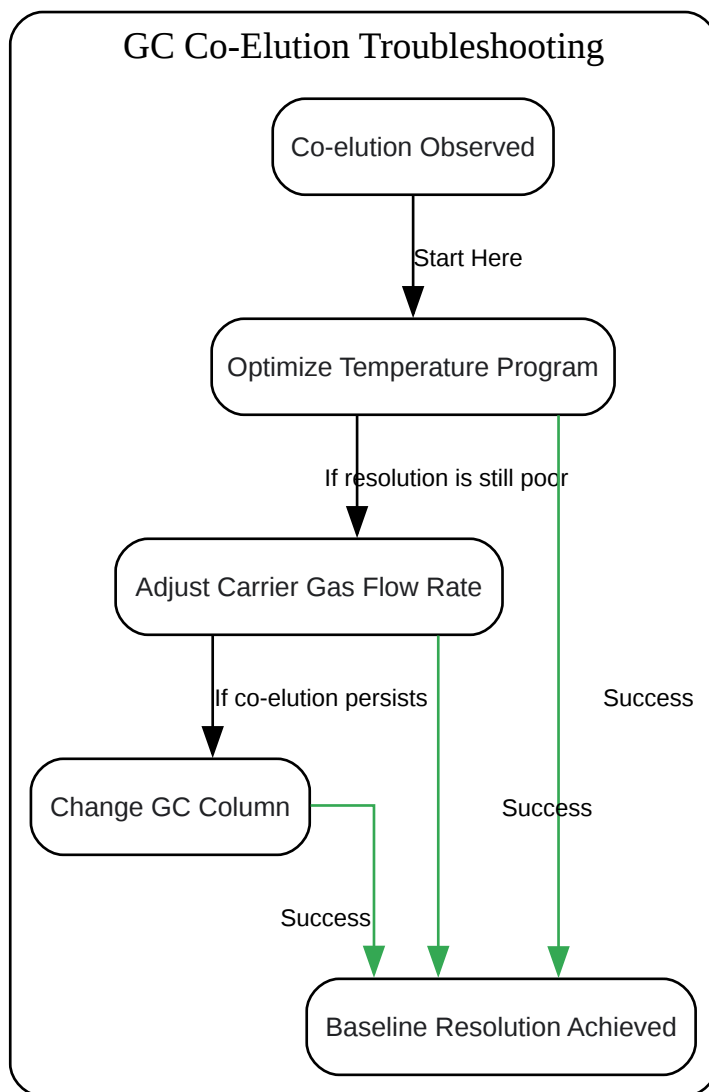 GC Co-Elution Troubleshooting
Co-elution Observed
Start Here
Optimize Temperature Program
If resolution is still poor
Adjust Carrier Gas Flow Rate
If co-elution persists
Success
Change GC Column
Success
Success
Baseline Resolution Achieved